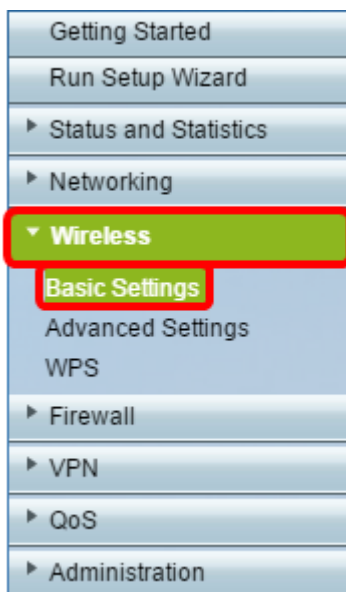 Getting Started
Run Setup Wizard
Status and Statistics
Networking
Wireless
Basic Settings
Advanced Settings
WPS
Firewall
VPN
QoS
Administration